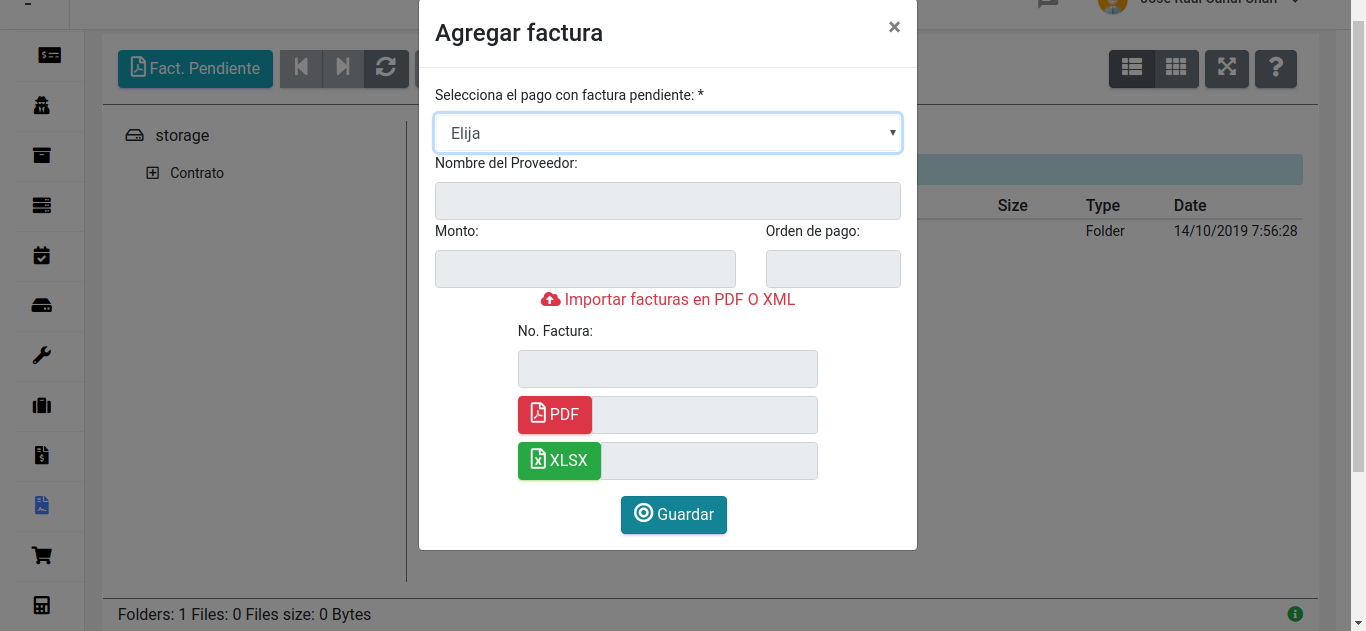 Agregar factura
×
Fact. Pendiente
?
Selecciona el pago con factura pendiente: *
Elija
storage
Contrato
Nombre del Proveedor:
Size Type Date
Folder 14/10/2019 7:56:28
Monto:
Orden de pago:
Importar facturas en PDF O XML
No. Factura:
PDF
XLSX
Guardar
Folders: 1 Files: 0 Files size: 0 Bytes